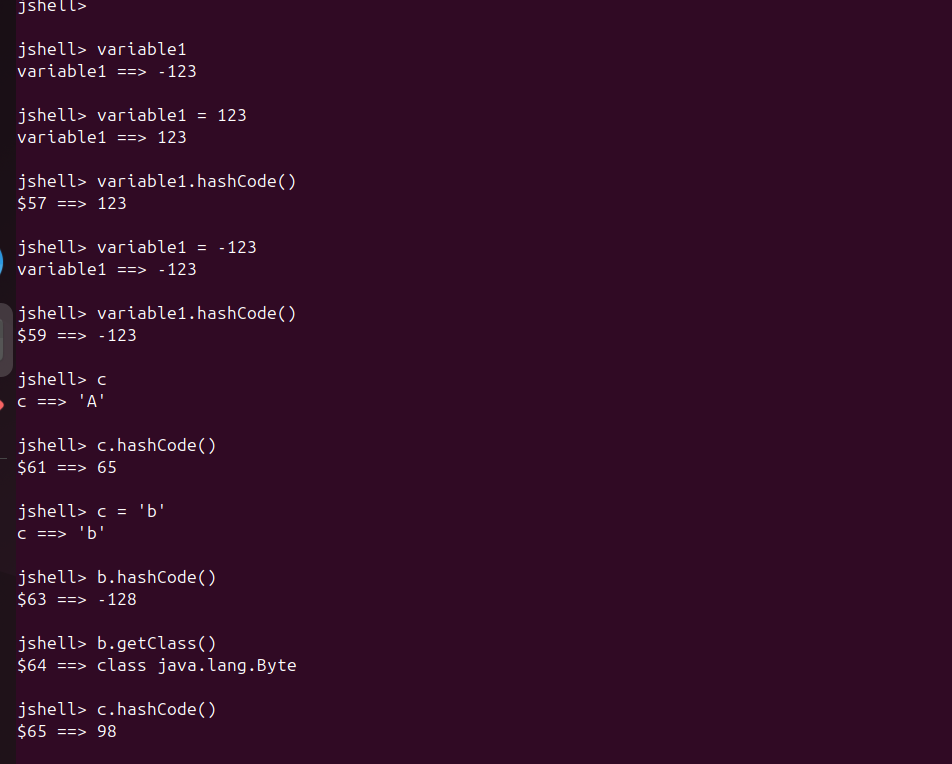 jshell>
jshell> variable1
variable1 ==> -123
jshell> variable1 = 123
variable1 ==> 123
jshell> variable1.hashCode()
$57 ==> 123
jshell> variable1 = -123
variable1 ==> -123
jshell> variable1.hashCode()
$59 ==> -123
jshell> c
c ==> 'A'
jshell> c.hashCode()
$61 ==> 65
jshell> c = 'b'
c ==> 'b'
jshell> b.hashCode()
$63 ==> -128
jshell> b.getClass()
$64 ==> class java.lang.Byte
jshell> c.hashCode()
$65 ==> 98